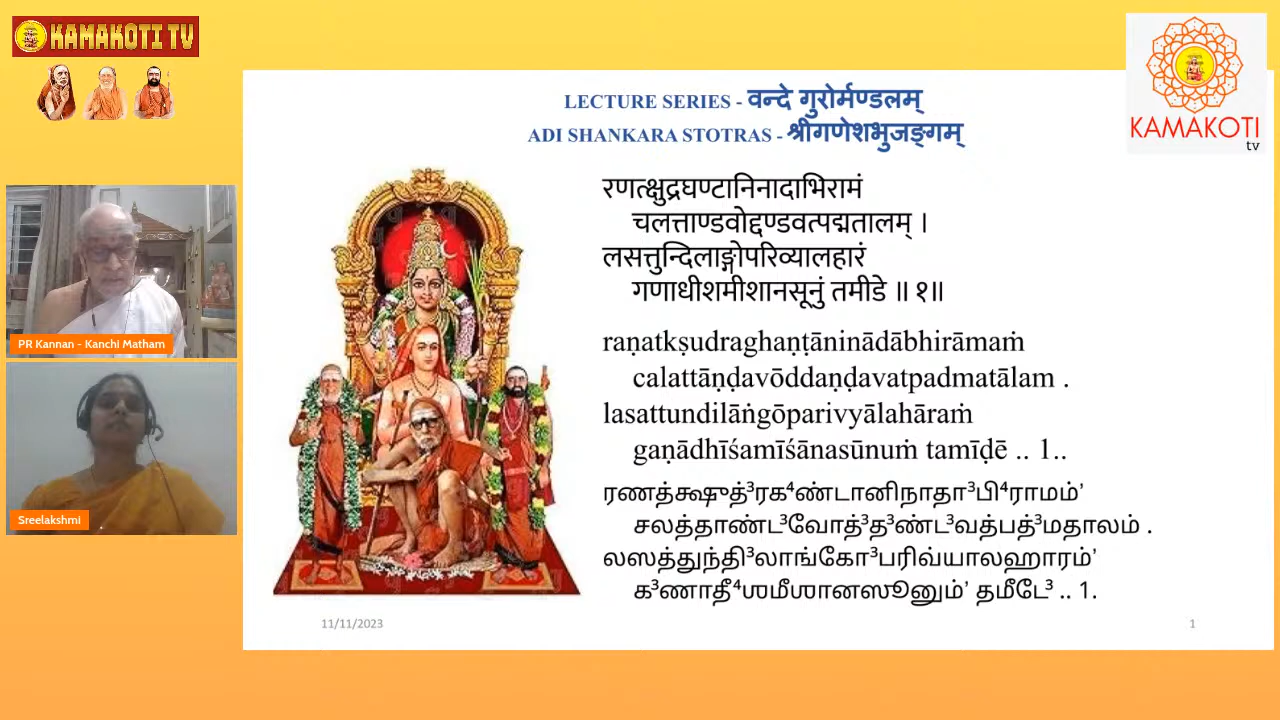 KAMAKOTI TV
KAMAKOTI
tv
LECTURE SERIES - वन्दे गुरोर्मण्डलम्
ADI SHANKARA STOTRAS - श्रीगणेशभुजङ्गम्
रणत्क्षुद्रघण्टानिनादाभिरामं
चलत्ताण्डवोद्दण्डवत्पद्मतालम् ।
लसत्तुन्दिलाङ्गोपरिव्यालहारं
गणाधीशमीशानसूनुं तमीडे ॥ १॥
raṇatkṣudraghaṇṭāninādābhirāmaṁ
calattāṇḍavōddaṇḍavatpadmatālam .
lasattundilāṅgōparivyālahāraṁ
gaṇādhīśamīśānasūnuṁ tamīḍē .. 1..
ரணத்க்ஷுத்³ரக⁴ண்டானிநாதா³பி⁴ராமம்ʼ
சலத்தாண்ட³வோத்³த³ண்ட³வத்பத்³மதாலம் .
லஸத்துந்தி³லாங்கோ³பரிவ்யாலஹாரம்ʼ
க³ணாதீ⁴ஶமீஶானஸூனும்ʼ தமீடே³ .. 1.
PR Kannan - Kanchi Matham
Sreelakshmi
11/11/2023
1